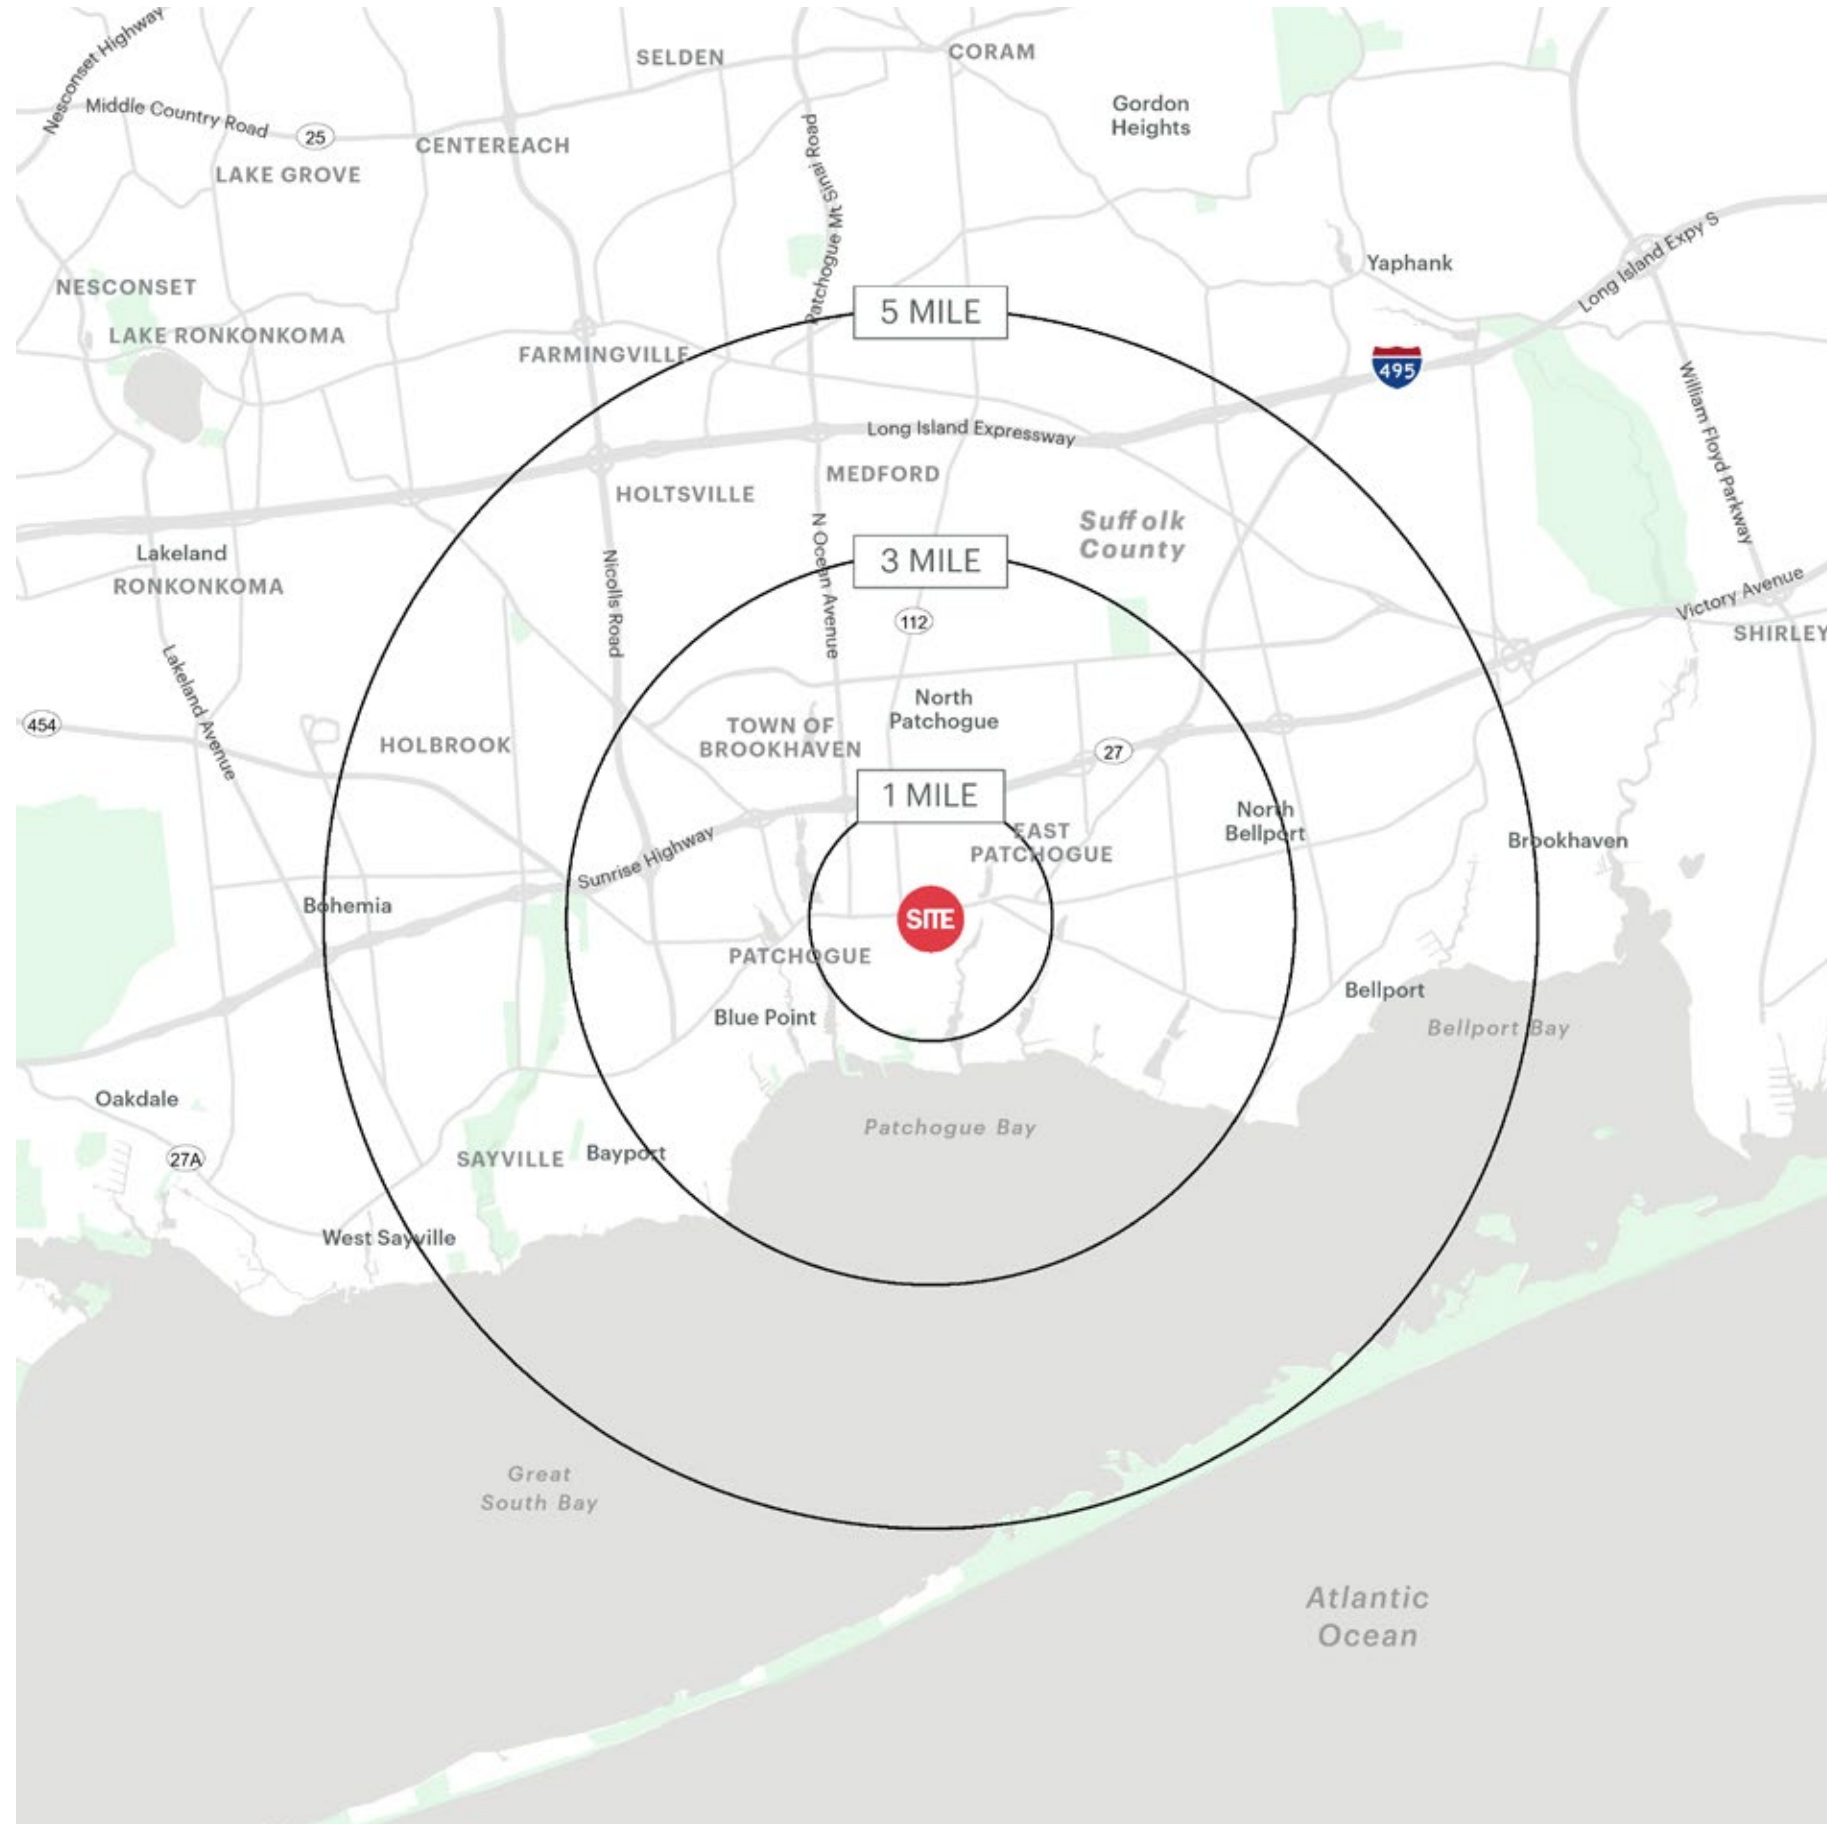 Nesconset Highway
SELDEN
CORAM
Middle Country Road
25
CENTEREACH
Gordon
Heights
LAKE GROVE
Patchogue Mt Sinai Road
Long Island Expy S
Yaphank
NESCONSET
5 MILE
LAKE RONKONKOMA
FARMINGVILLE
495
William Floyd Parkway
Long Island Expressway
MEDFORD
HOLTSVILLE
Suffolk
County
N Ocean Avenue
Lakeland
3 MILE
RONKONKOMA
Nicolls Road
Victory Avenue
112
SHIRLEY
Lakeland Avenue
North
Patchogue
454
TOWN OF
BROOKHAVEN
HOLBROOK
27
1 MILE
North
Bellport
EAST
PATCHOGUE
Brookhaven
Sunrise Highway
Bohemia
SITE
PATCHOGUE
Bellport
Blue Point
Bellport Bay
Oakdale
Patchogue Bay
27A
SAYVILLE
Bayport
West Sayville
Great
South Bay
Atlantic
Ocean